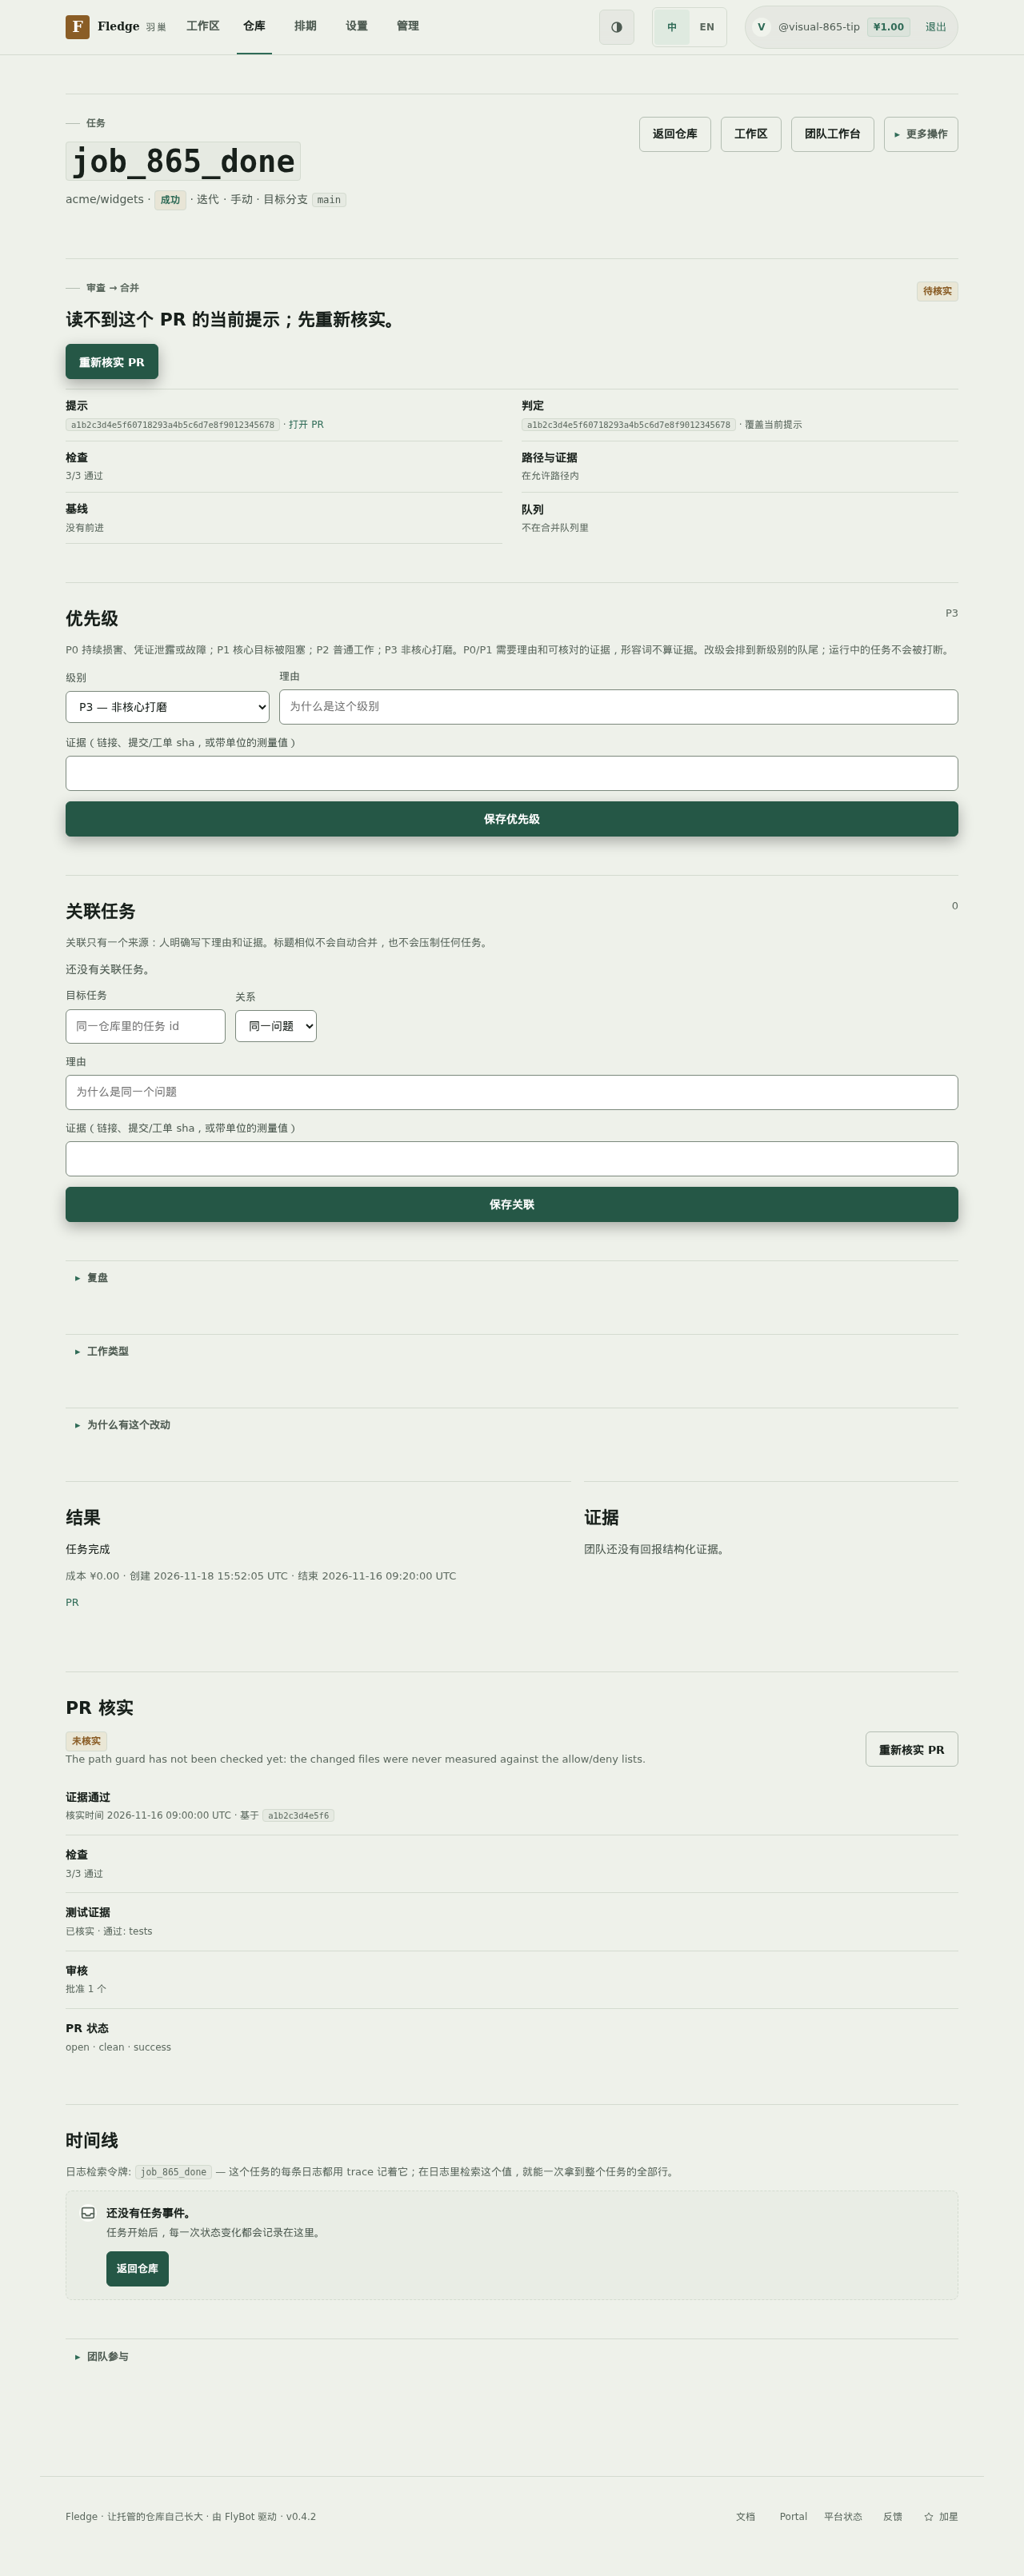 F Fledge 羽巢 工作区 仓库 排期 设置 管理 中 EN V @visual-865-tip ¥1.00 退出
任务
返回仓库 工作区 团队工作台 ▸ 更多操作
job_865_done
acme/widgets · 成功 · 迭代 · 手动 · 目标分支 main
审查 → 合并
待核实
读不到这个 PR 的当前提示；先重新核实。
重新核实 PR
提示
a1b2c3d4e5f60718293a4b5c6d7e8f9012345678 · 打开 PR
判定
a1b2c3d4e5f60718293a4b5c6d7e8f9012345678 · 覆盖当前提示
检查
3/3 通过
路径与证据
在允许路径内
基线
没有前进
队列
不在合并队列里
优先级
P3
P0 持续损害、凭证泄露或故障；P1 核心目标被阻塞；P2 普通工作；P3 非核心打磨。P0/P1 需要理由和可核对的证据，形容词不算证据。改级会排到新级别的队尾；运行中的任务不会被打断。
级别
P3 — 非核心打磨
理由
为什么是这个级别
证据（链接、提交/工单 sha，或带单位的测量值）
保存优先级
关联任务
0
关联只有一个来源：人明确写下理由和证据。标题相似不会自动合并，也不会压制任何任务。
还没有关联任务。
目标任务
同一仓库里的任务 id
关系
同一问题
理由
为什么是同一个问题
证据（链接、提交/工单 sha，或带单位的测量值）
保存关联
▸ 复盘
▸ 工作类型
▸ 为什么有这个改动
结果
任务完成
成本 ¥0.00 · 创建 2026-11-18 15:52:05 UTC · 结束 2026-11-16 09:20:00 UTC
PR
证据
团队还没有回报结构化证据。
PR 核实
未核实
The path guard has not been checked yet: the changed files were never measured against the allow/deny lists.
重新核实 PR
证据通过
核实时间 2026-11-16 09:00:00 UTC · 基于 a1b2c3d4e5f6
检查
3/3 通过
测试证据
已核实 · 通过: tests
审核
批准 1 个
PR 状态
open · clean · success
时间线
日志检索令牌: job_865_done — 这个任务的每条日志都用 trace 记着它；在日志里检索这个值，就能一次拿到整个任务的全部行。
还没有任务事件。
任务开始后，每一次状态变化都会记录在这里。
返回仓库
▸ 团队参与
Fledge · 让托管的仓库自己长大 · 由 FlyBot 驱动 · v0.4.2
文档 Portal 平台状态 反馈 ☆ 加星